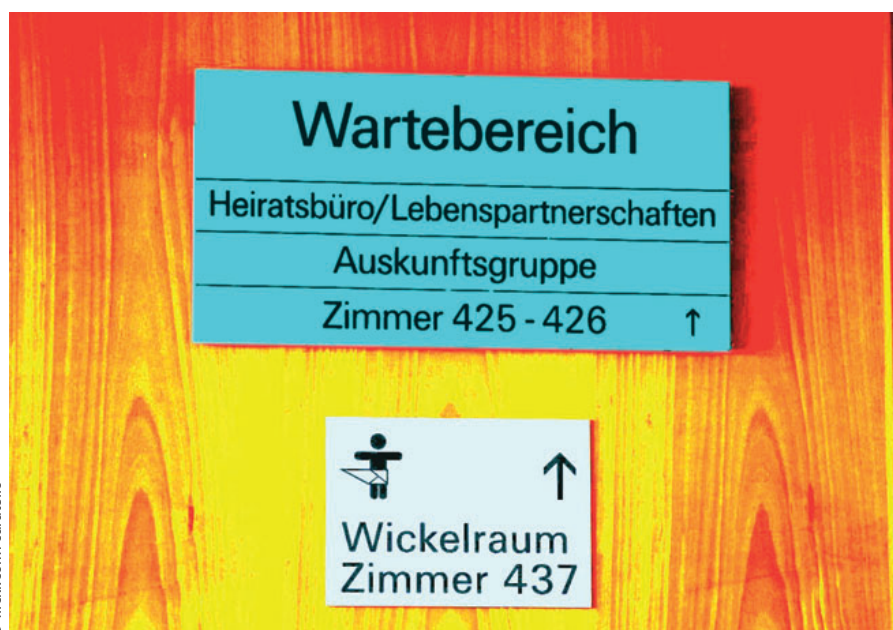 Wartebereich
Heiratsbüro/Lebenspartnerschaften
Auskunftsgruppe
Zimmer 425 - 426 ↑
↑
Wickelraum
Zimmer 437